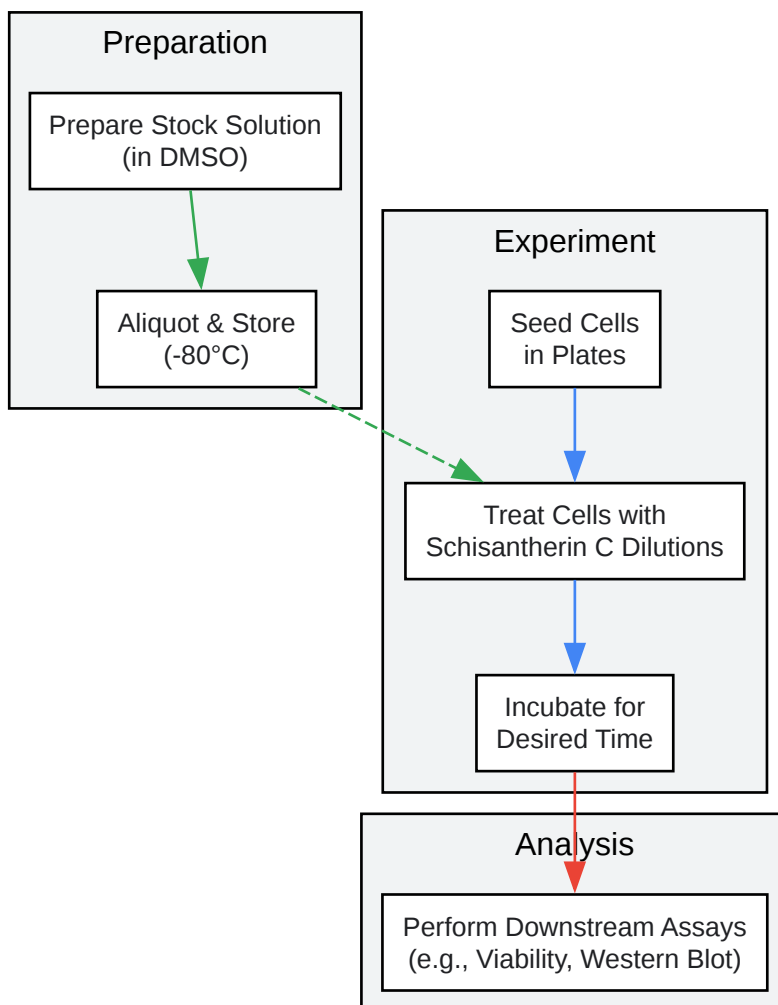 Preparation
Prepare Stock Solution
(in DMSO)
Aliquot & Store
(-80°C)
Experiment
Seed Cells
in Plates
Treat Cells with
Schisantherin C Dilutions
Incubate for
Desired Time
Analysis
Perform Downstream Assays
(e.g., Viability, Western Blot)